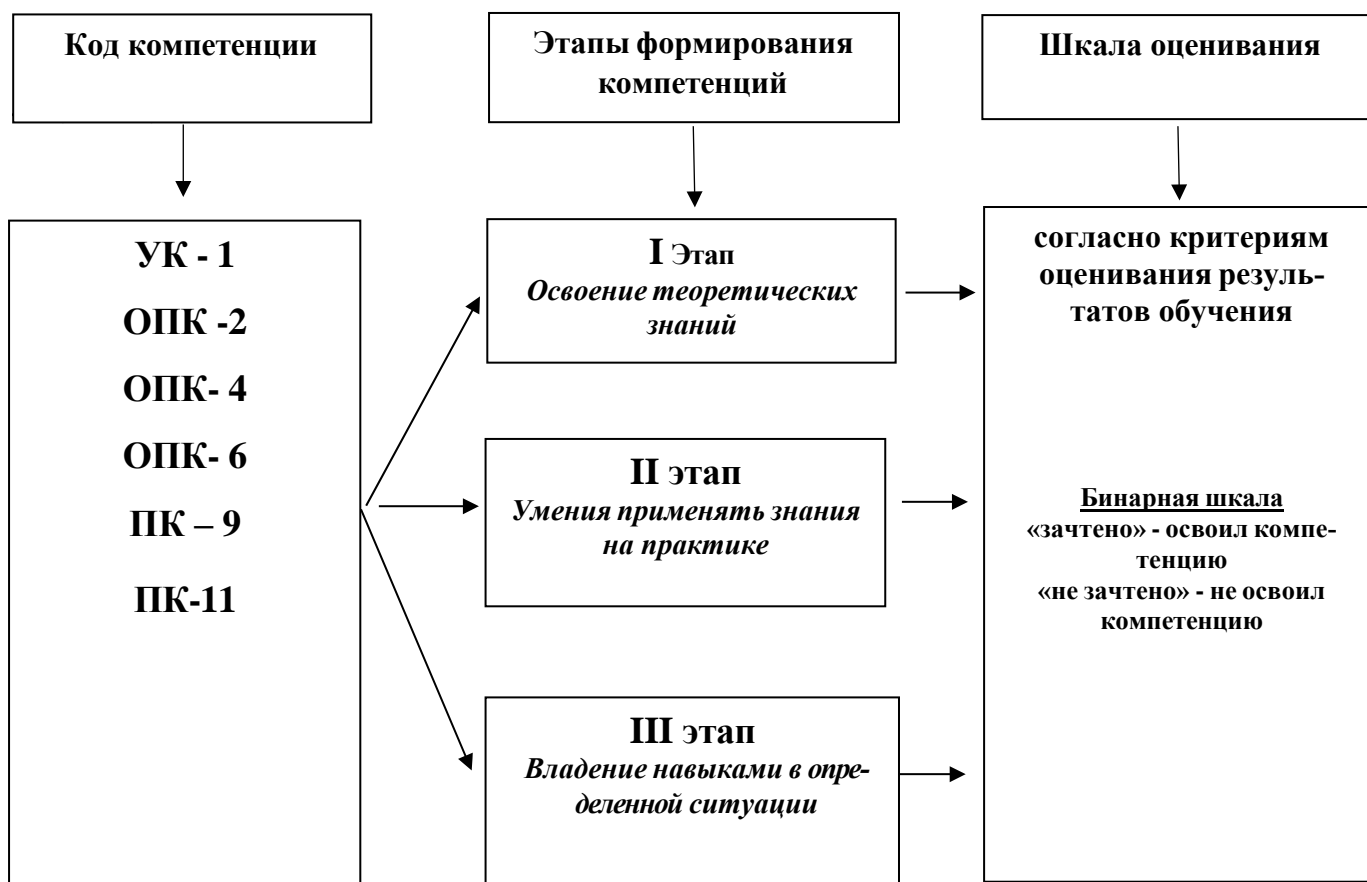 Код компетенции
Этапы формирования
компетенций
Шкала оценивания
УК - 1
ОПК -2
ОПК- 4
ОПК- 6
ПК – 9
ПК-11
I Этап
Освоение теоретических
знаний
II этап
Умения применять знания
на практике
III этап
Владение навыками в опре-
деленной ситуации
согласно критериям
оценивания резуль-
татов обучения
Бинарная шкала
«зачтено» - освоил компе-
тенцию
«не зачтено» - не освоил
компетенцию